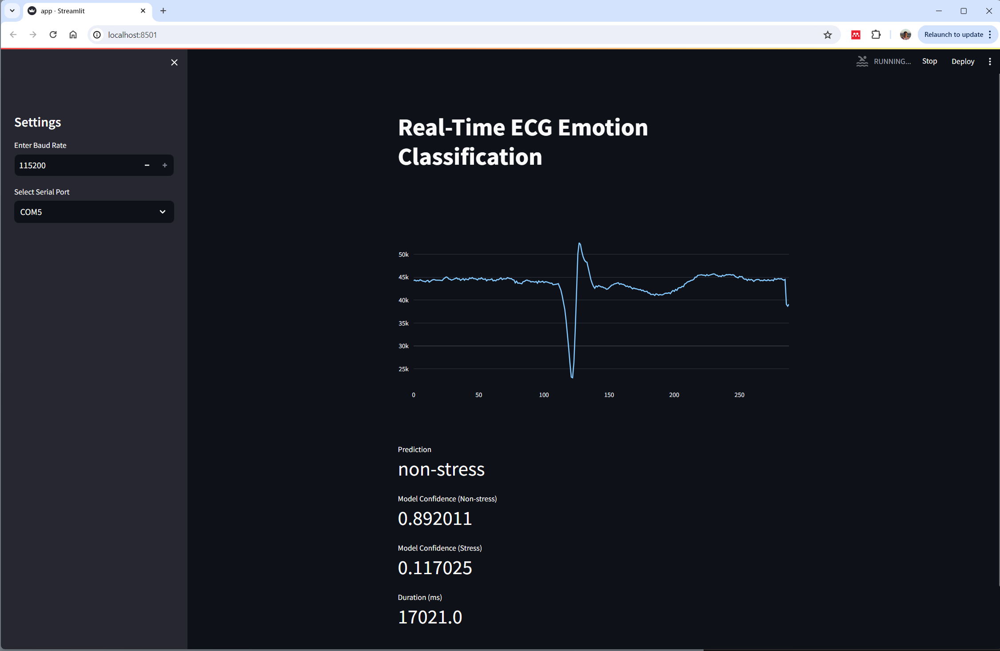 app · Streamlit
localhost:8501
Relaunch to update
RUNNING...
Stop
Deploy
Settings
Enter Baud Rate
115200
Select Serial Port
COM5
Real-Time ECG Emotion
Classification
50k
45k
40k
35k
30k
25k
0 50 100 150 200 250
Prediction
non-stress
Model Confidence (Non-stress)
0.892011
Model Confidence (Stress)
0.117025
Duration (ms)
17021.0